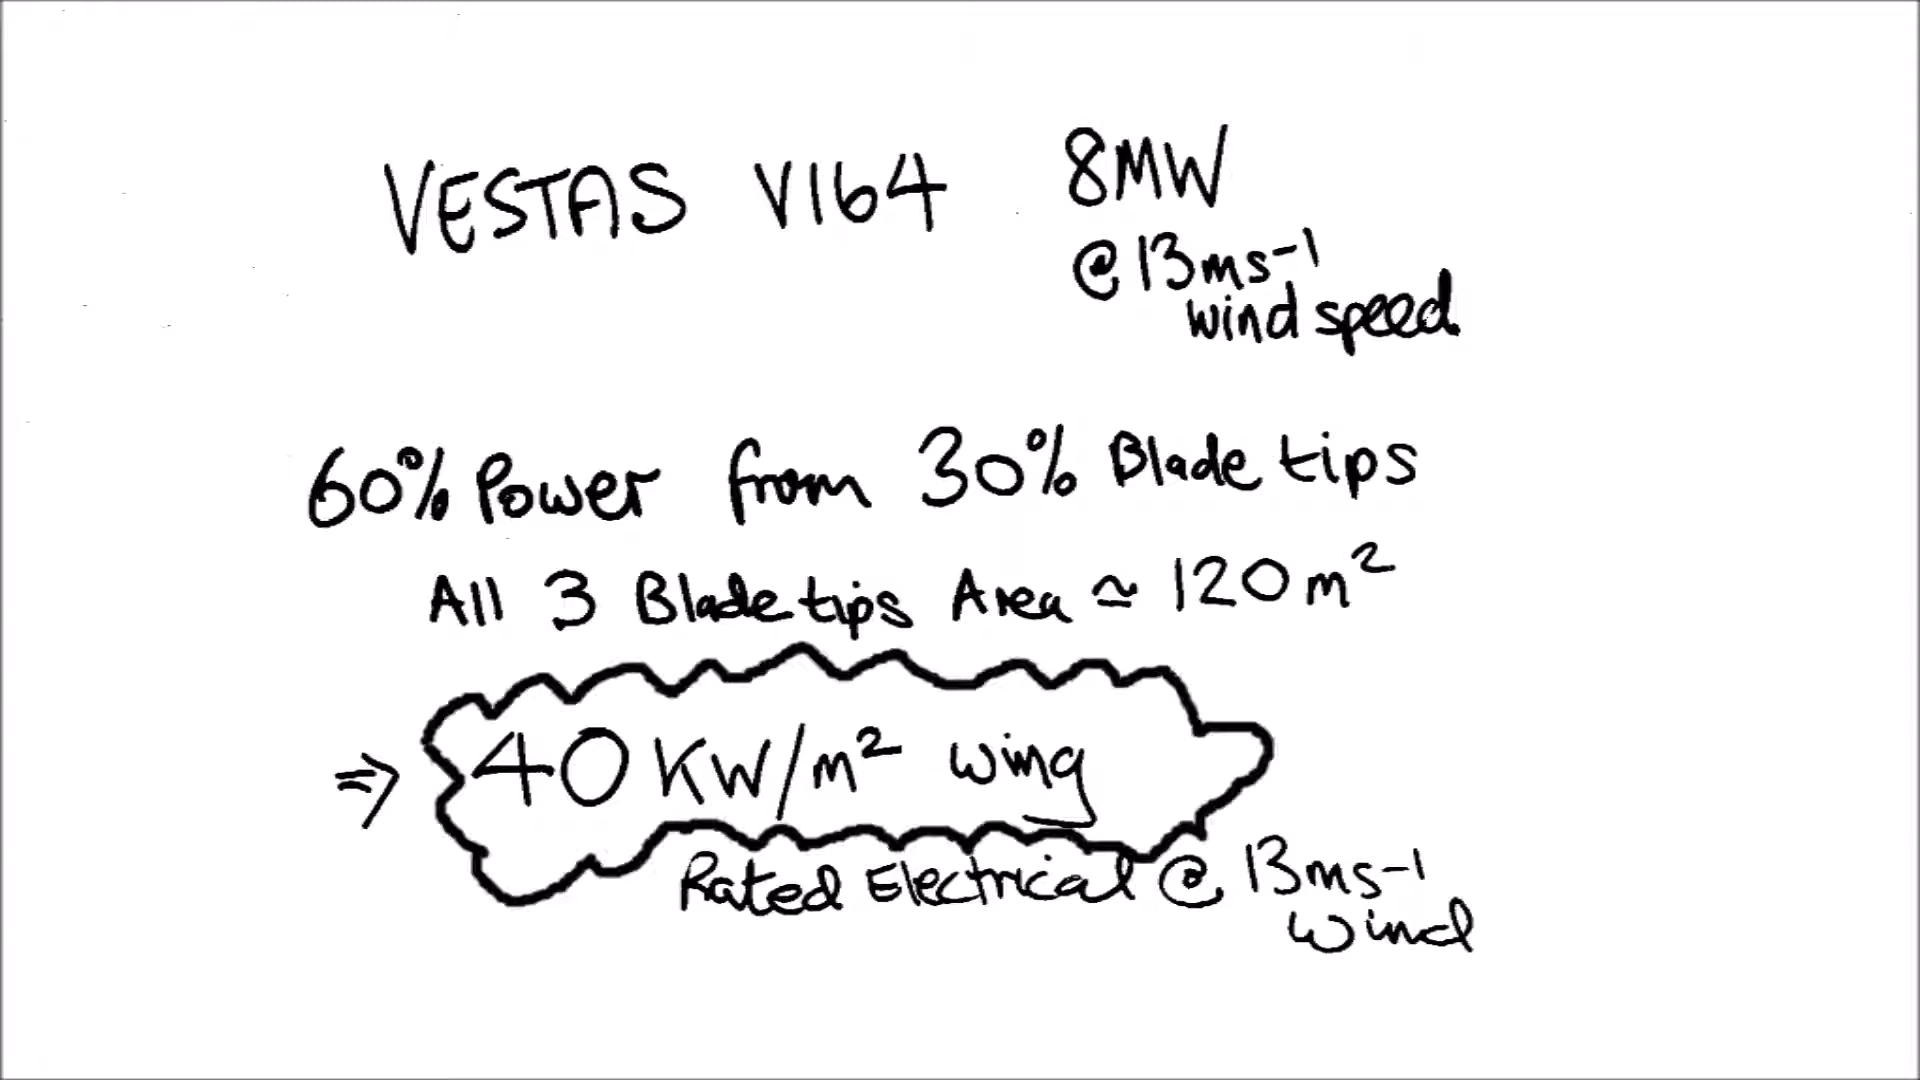 VESTAS V164 8MW
@ 13ms⁻¹
wind speed.
60% Power from 30% Blade tips
All 3 Blade tips Area ≃ 120m²
⇒ 40 KW/m² wing
Rated Electrical @ 13ms⁻¹
wind